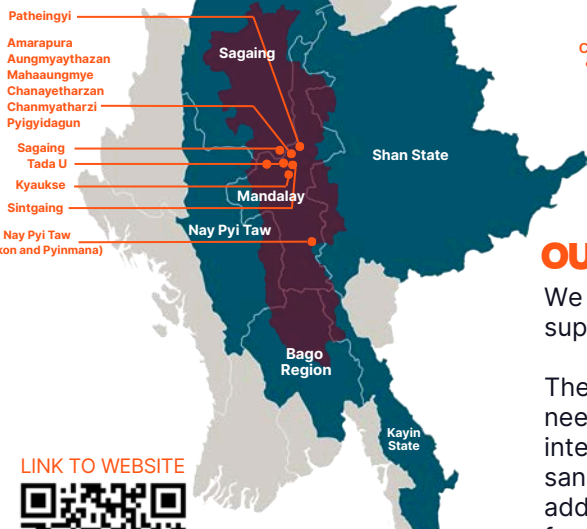 Patheingyi
Amarapura
Aungmyaythazan
Mahaaungmye
Chanayetharzan
Chanmyatharzi
Pyigyidagun
Sagaing
Tada U
Kyaukse
Sintgaing
Nay Pyi Taw
and Pyinmana)
Sagaing
Shan State
Mandalay
Nay Pyi Taw
Bago
Region
Kayin
State
LINK TO WEBSITE
OU
We
sup
The
nee
inte
san
add